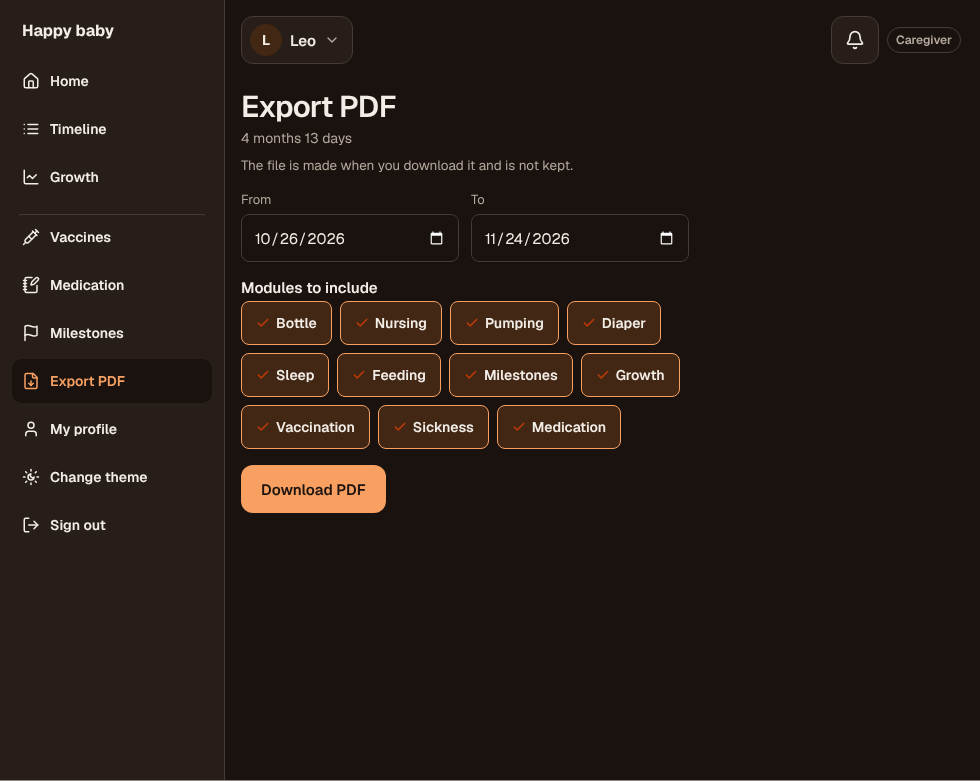 Happy baby
Home
Timeline
Growth
Vaccines
Medication
Milestones
Export PDF
My profile
Change theme
Sign out
L Leo
Caregiver
Export PDF
4 months 13 days
The file is made when you download it and is not kept.
From To
10/26/2026 11/24/2026
Modules to include
Bottle Nursing Pumping Diaper
Sleep Feeding Milestones Growth
Vaccination Sickness Medication
Download PDF